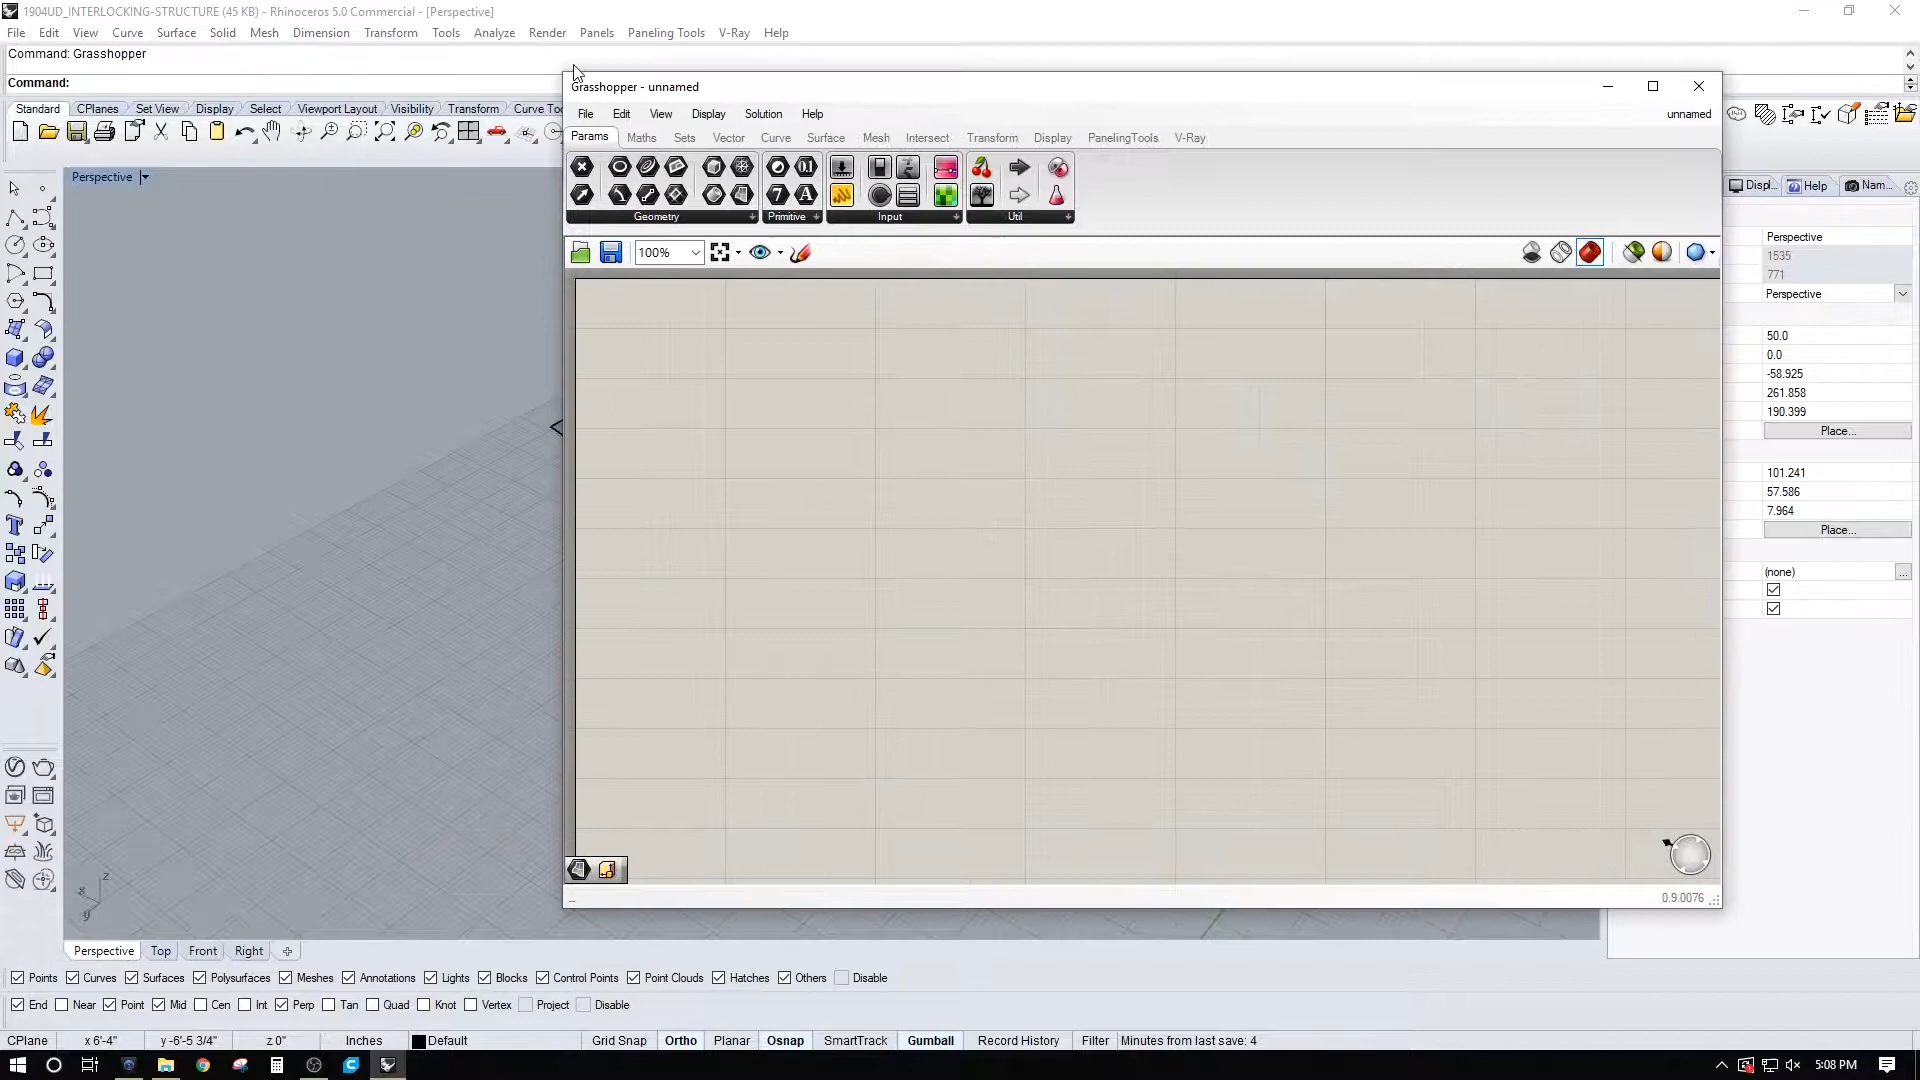 1904UD_INTERLOCKING-STRUCTURE (45 KB) - Rhinoceros 5.0 Commercial - [Perspective]
File Edit View Curve Surface Solid Mesh Dimension Transform Tools Analyze Render Panels Paneling Tools V-Ray Help
Command: Grasshopper
Command:
Standard CPlanes Set View Display Select Viewport Layout Visibility Transform Curve Too
Grasshopper - unnamed
File Edit View Display Solution Help unnamed
Params Maths Sets Vector Curve Surface Mesh Intersect Transform Display PanelingTools V-Ray
Geometry Primitive Input Util
100%
Perspective
Displ... Help Nam...
Perspective
1535
771
Perspective
50.0
0.0
-58.925
261.858
190.399
Place...
101.241
57.586
7.964
Place...
(none) ...
0.9.0076
z
x
y
Perspective Top Front Right
Points Curves Surfaces Polysurfaces Meshes Annotations Lights Blocks Control Points Point Clouds Hatches Others Disable
End Near Point Mid Cen Int Perp Tan Quad Knot Vertex Project Disable
CPlane x 6'-4" y -6'-5 3/4" z 0" Inches Default Grid Snap Ortho Planar Osnap SmartTrack Gumball Record History Filter Minutes from last save: 4
5:08 PM